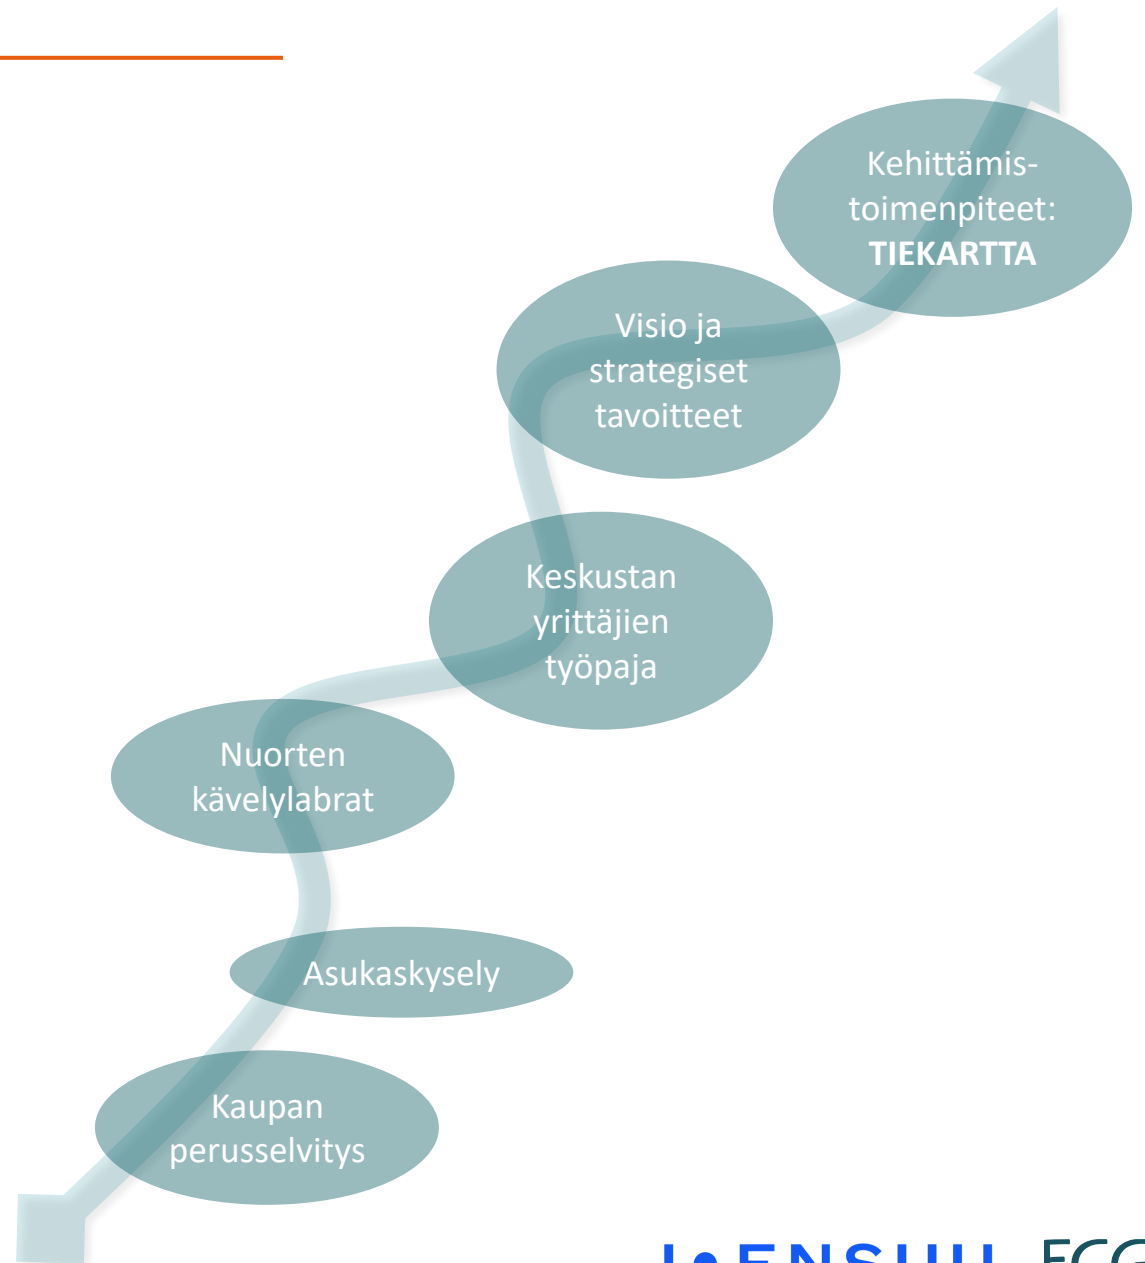 Kehittämis-
toimenpiteet:
TIEKARTTA
Visio ja
strategiset
tavoitteet
Keskustan
yrittäjien
työpaja
Nuorten
kävelylabrat
Asukaskysely
Kaupan
perusselvitys